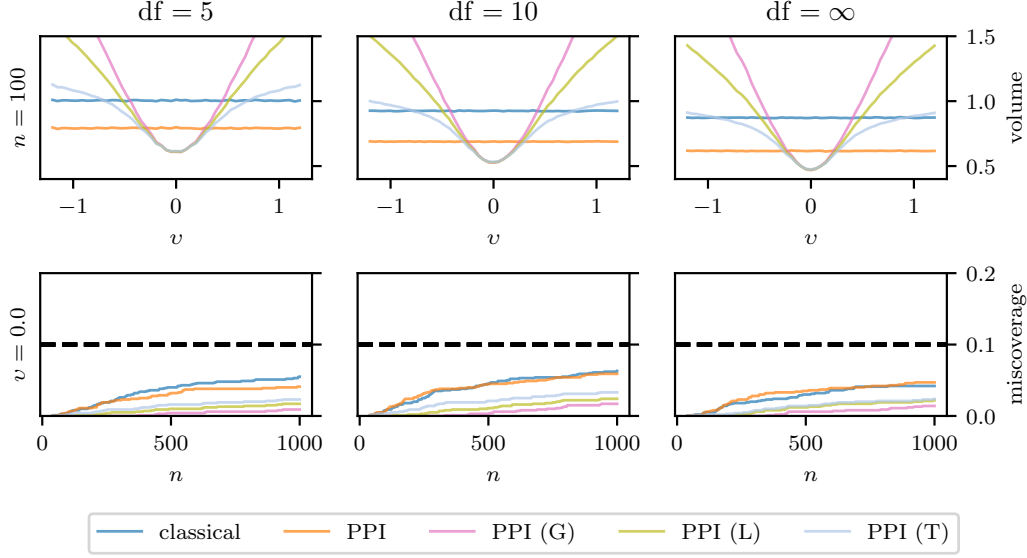 df = 5 df = 10 df = ∞
n = 100
1.5
1.0
0.5
volume
−1 0 1 −1 0 1 −1 0 1
υ υ υ
υ = 0.0
0.2
0.1
0.0
miscoverage
0 500 1000 0 500 1000 0 500 1000
n n n
classical PPI PPI (G) PPI (L) PPI (T)